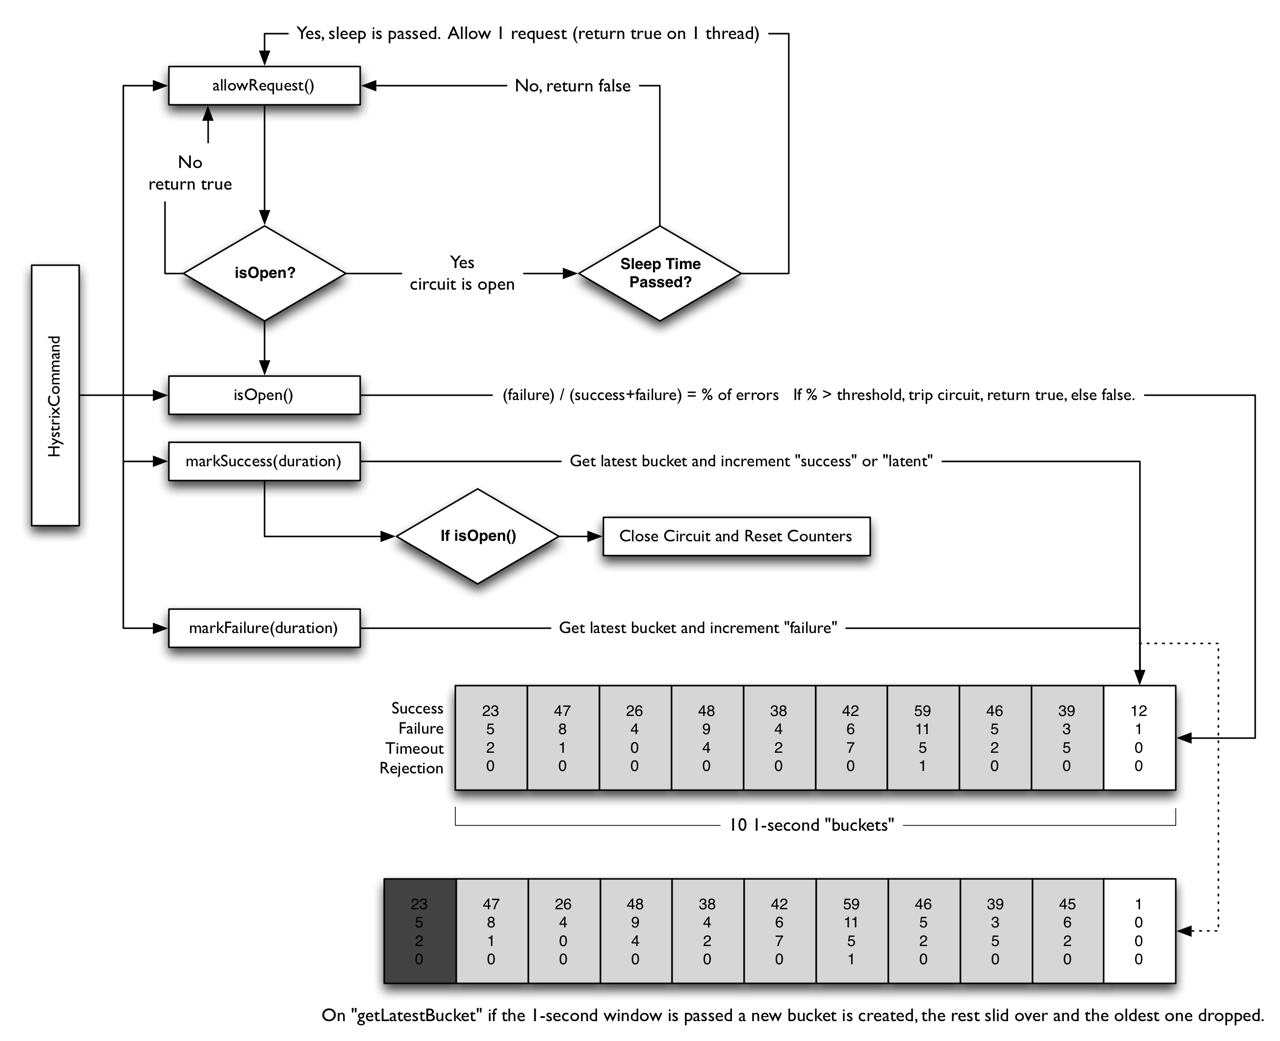 Yes, sleep is passed. Allow 1 request (return true on 1 thread)
allowRequest()
No, return false
No
return true
isOpen?
Yes
circuit is open
Sleep Time
Passed?
HystrixCommand
isOpen()
(failure) / (success+failure) = % of errors If % > threshold, trip circuit, return true, else false.
markSuccess(duration)
Get latest bucket and increment "success" or "latent"
If isOpen()
Close Circuit and Reset Counters
markFailure(duration)
Get latest bucket and increment "failure"
Success 23 47 26 48 38 42 59 46 39 12
Failure 5 8 4 9 4 6 11 5 3 1
Timeout 2 1 0 4 2 7 5 2 5 0
Rejection 0 0 0 0 0 0 1 0 0 0
10 1-second "buckets"
23 47 26 48 38 42 59 46 39 45 1
5 8 4 9 4 6 11 5 3 6 0
2 1 0 4 2 7 5 2 5 2 0
0 0 0 0 0 0 1 0 0 0 0
On "getLatestBucket" if the 1-second window is passed a new bucket is created, the rest slid over and the oldest one dropped.